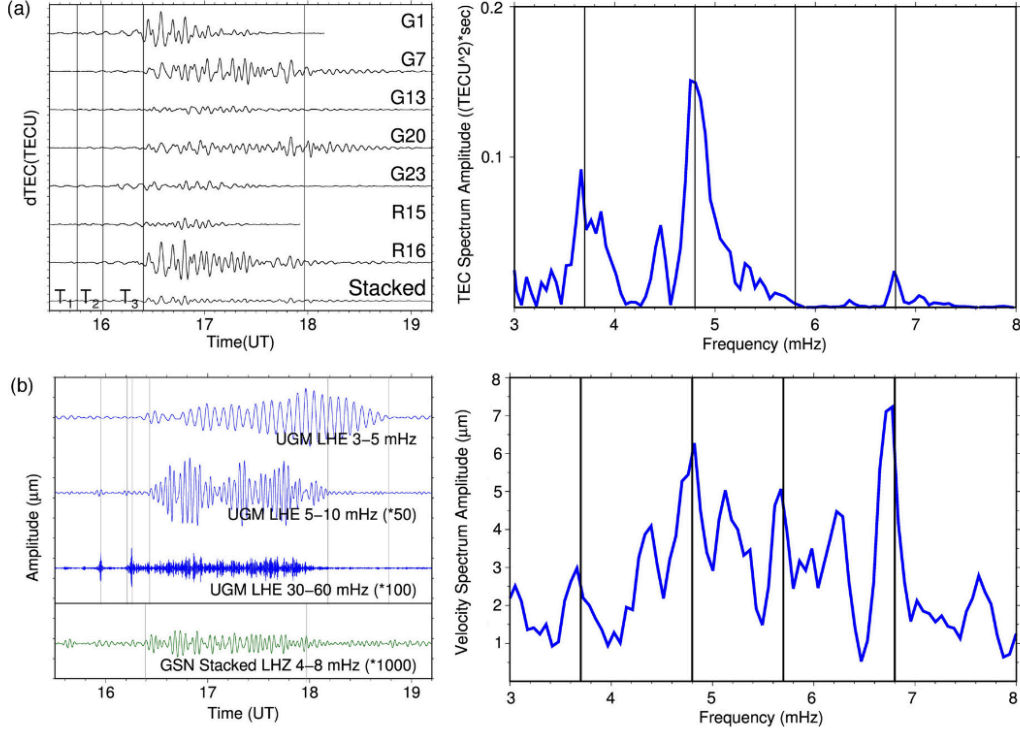 (a)
G1
G7
G13
G20
G23
R15
R16
Stacked
T1 T2 T3
dTEC(TECU)
16 17 18 19
Time(UT)
0.2
0.1
TEC Spectrum Amplitude ((TECU^2)*sec)
3 4 5 6 7 8
Frequency (mHz)
(b)
UGM LHE 3–5 mHz
UGM LHE 5–10 mHz (*50)
UGM LHE 30–60 mHz (*100)
GSN Stacked LHZ 4–8 mHz (*1000)
Amplitude (μm)
16 17 18 19
Time (UT)
8
7
6
5
4
3
2
1
Velocity Spectrum Amplitude (μm)
3 4 5 6 7 8
Frequency (mHz)